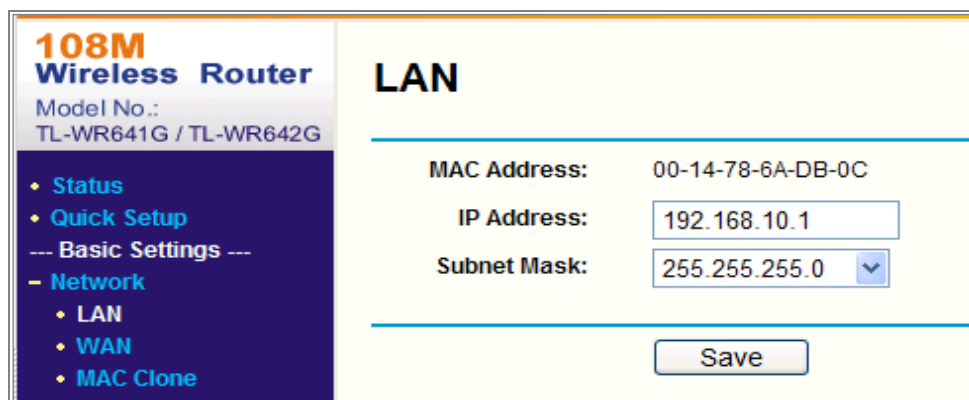 108M
Wireless Router
Model No.:
TL-WR641G / TL-WR642G
• Status
• Quick Setup
--- Basic Settings ---
– Network
• LAN
• WAN
• MAC Clone
LAN
MAC Address: 00-14-78-6A-DB-0C
IP Address: 192.168.10.1
Subnet Mask: 255.255.255.0
Save